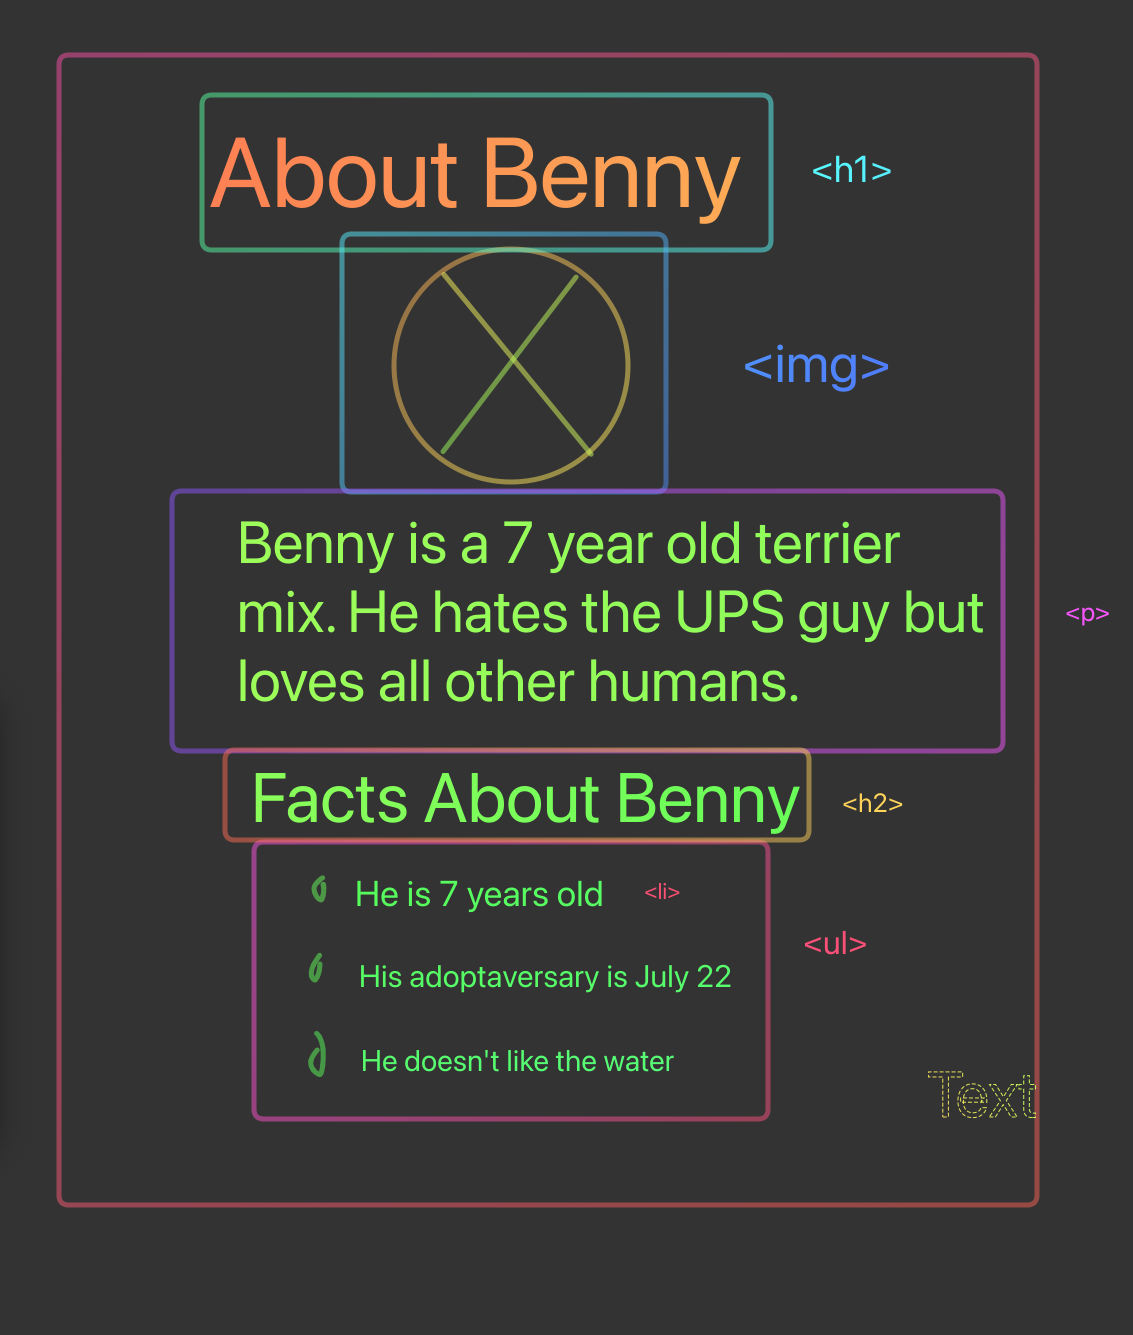 About Benny
<h1>
<img>
Benny is a 7 year old terrier
mix. He hates the UPS guy but
loves all other humans.
<p>
Facts About Benny
<h2>
He is 7 years old
<li>
<ul>
His adoptaversary is July 22
He doesn't like the water
Text